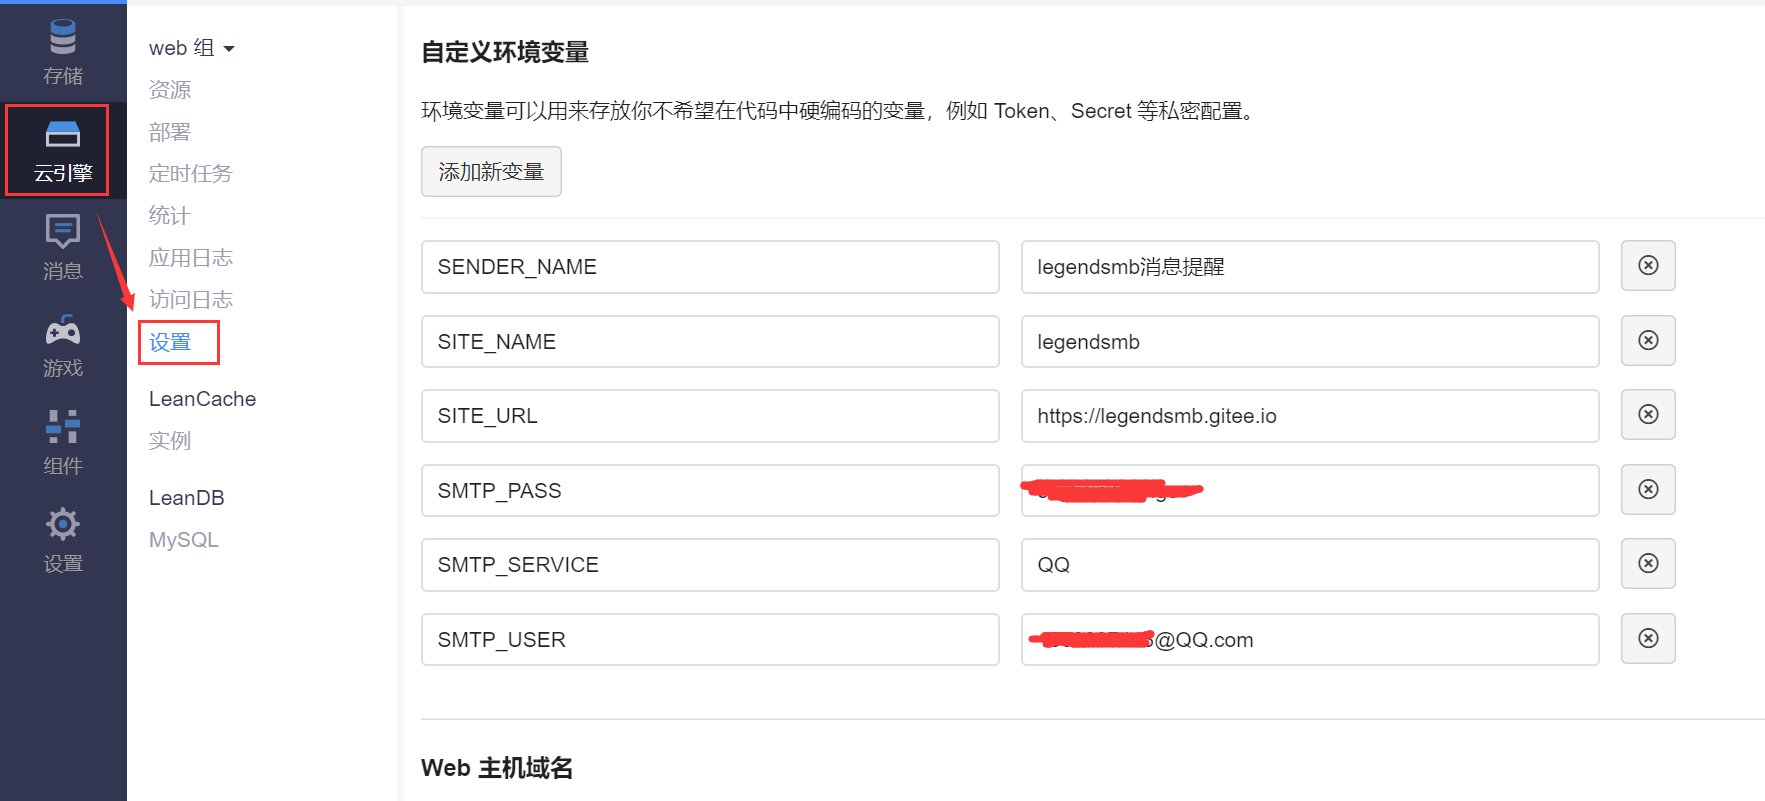 存储
云引擎
消息
游戏
组件
设置
web 组
资源
部署
定时任务
统计
应用日志
访问日志
设置
LeanCache
实例
LeanDB
MySQL
自定义环境变量
环境变量可以用来存放你不希望在代码中硬编码的变量，例如 Token、Secret 等私密配置。
添加新变量
SENDER_NAME legendsmb消息提醒
SITE_NAME legendsmb
SITE_URL https://legendsmb.gitee.io
SMTP_PASS
SMTP_SERVICE QQ
SMTP_USER @QQ.com
Web 主机域名